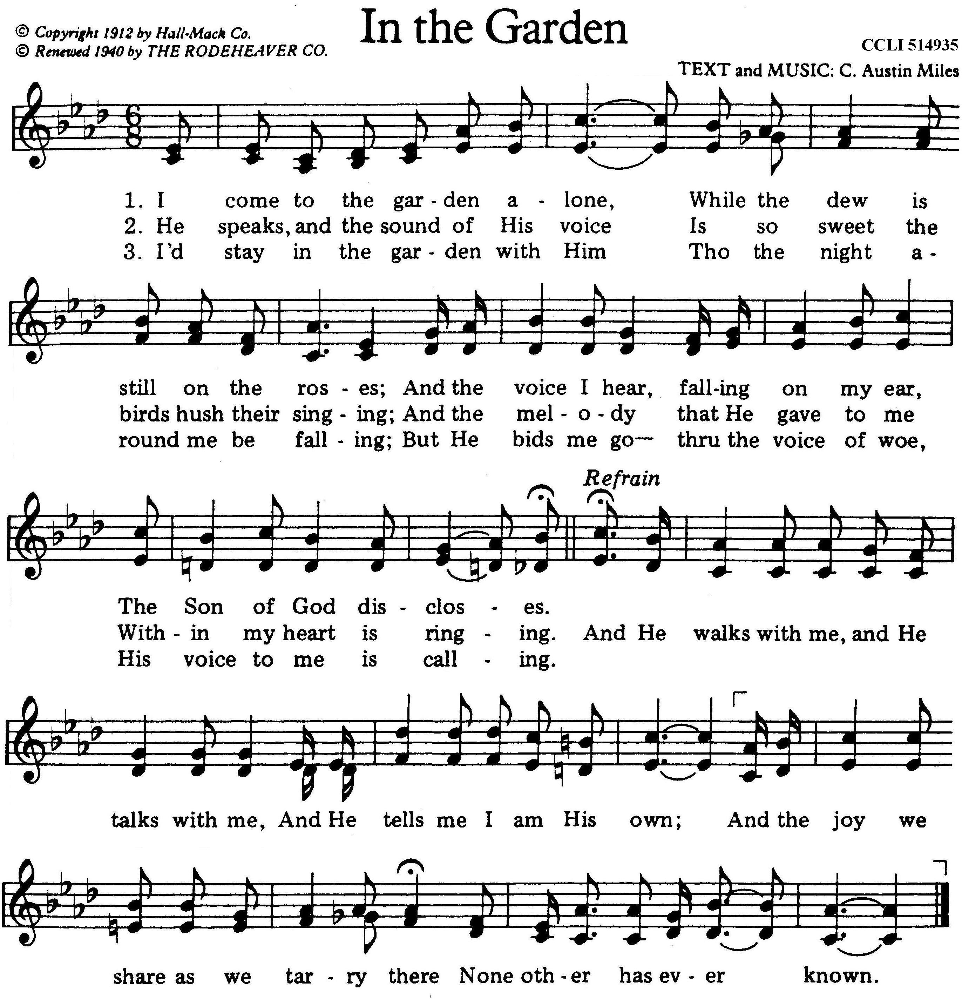 In the Garden
© Copyright 1912 by Hall-Mack Co.
© Renewed 1940 by THE RODEHEAVER CO.
CCLI 514935
TEXT and MUSIC: C. Austin Miles
6
8
1. I come to the gar - den a - lone, While the dew is
2. He speaks, and the sound of His voice Is so sweet the
3. I'd stay in the gar - den with Him Tho the night a -
still on the ros - es; And the voice I hear, fall-ing on my ear,
birds hush their sing - ing; And the mel - o - dy that He gave to me
round me be fall - ing; But He bids me go— thru the voice of woe,
Refrain
The Son of God dis - clos - es.
With - in my heart is ring - ing. And He walks with me, and He
His voice to me is call - ing.
talks with me, And He tells me I am His own; And the joy we
share as we tar - ry there None oth - er has ev - er known.